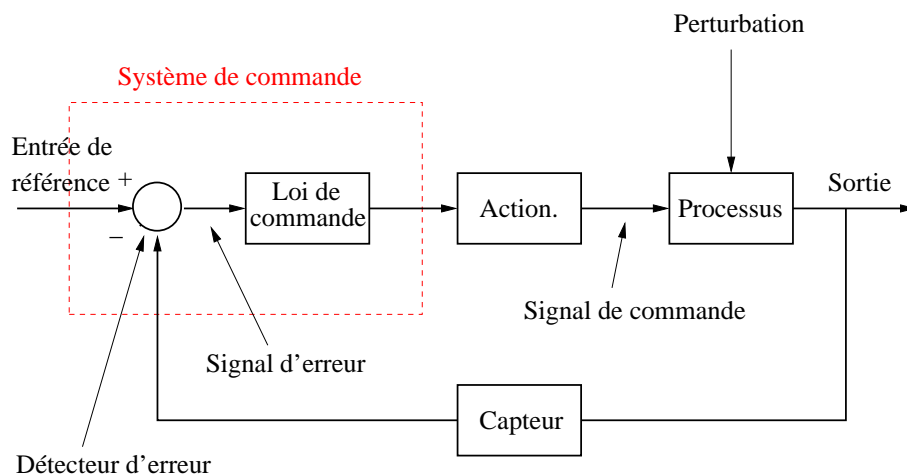 Perturbation
Système de commande
Entrée de
référence +
−
Loi de
commande
Action.
Processus
Sortie
Signal de commande
Signal d’erreur
Capteur
Détecteur d’erreur